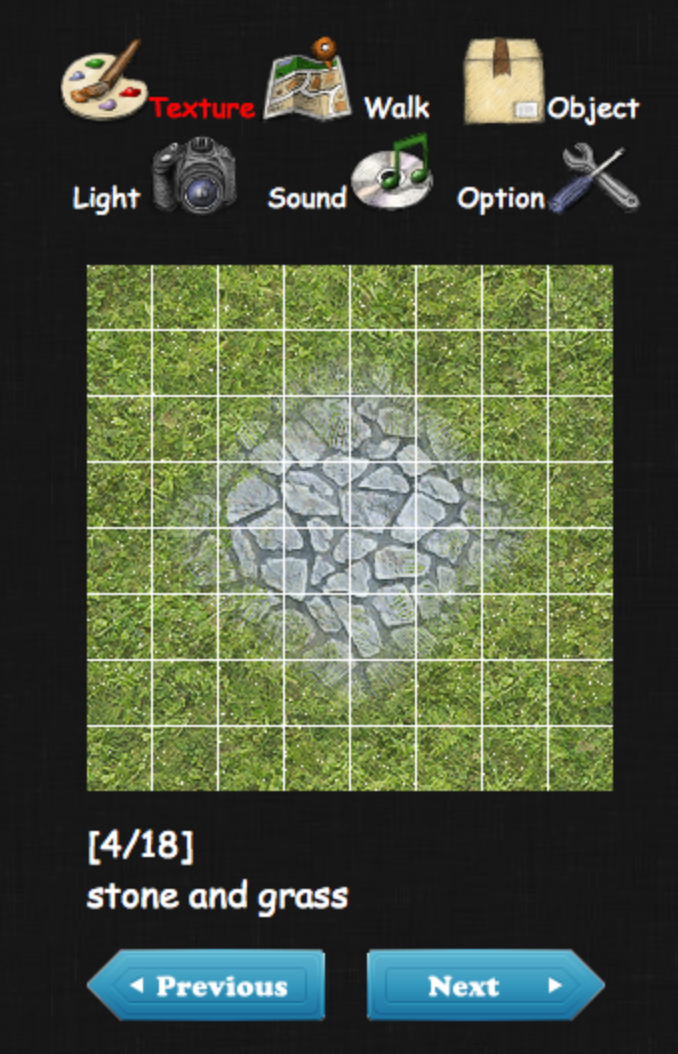 Texture Walk Object
Light Sound Option
[4/18]
stone and grass
Previous Next